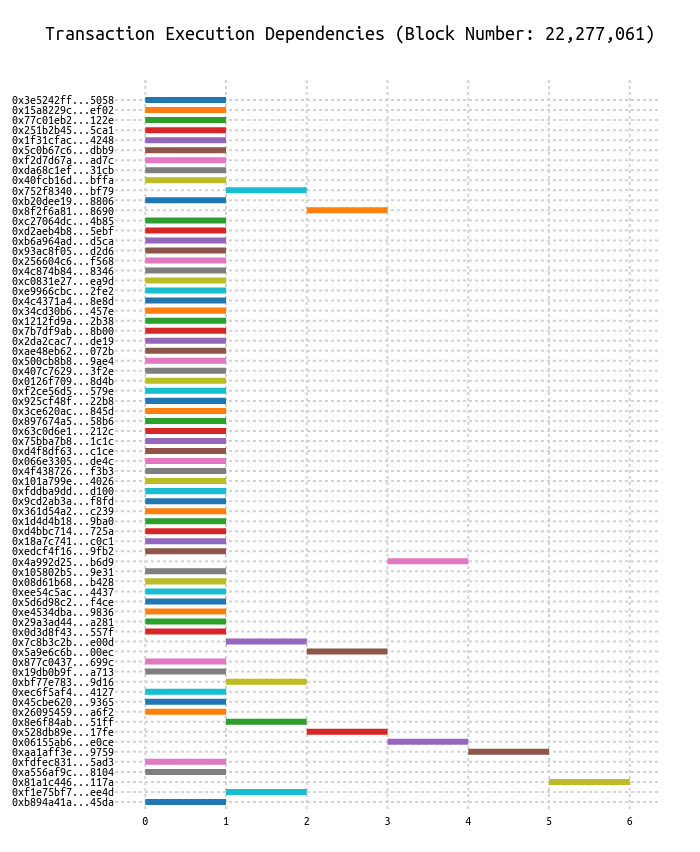 Transaction Execution Dependencies (Block Number: 22,277,061)
0x3e5242ff...5058
0x15a8229c...ef02
0x77c01eb2...122e
0x251b2b45...5ca1
0x1f31cfac...4248
0x5c0b67c6...dbb9
0xf2d7d67a...ad7c
0xda68c1ef...31cb
0x40fcb16d...bffa
0x752f8340...bf79
0xb20dee19...8806
0x8f2f6a81...8690
0xc27064dc...4b85
0xd2aeb4b8...5ebf
0xb6a964ad...d5ca
0x93ac8f05...d2d6
0x256604c6...f568
0x4c874b84...8346
0xc0831e27...ea9d
0xe9966cbc...2fe2
0x4c4371a4...8e8d
0x34cd30b6...457e
0x1212fd9a...2b38
0x7b7df9ab...8b00
0x2da2cac7...de19
0xae48eb62...072b
0x500cb8b8...9ae4
0x407c7629...3f2e
0x0126f709...8d4b
0xf2ce56d5...579e
0x925cf48f...22b8
0x3ce620ac...845d
0x897674a5...58b6
0x63c0d6e1...212c
0x75bba7b8...1c1c
0xd4f8df63...c1ce
0x066e3305...de4c
0x4f438726...f3b3
0x101a799e...4026
0xfddba9dd...d100
0x9cd2ab3a...f8fd
0x361d54a2...c239
0x1d4d4b18...9ba0
0xd4bbc714...725a
0x18a7c741...c0c1
0xedcf4f16...9fb2
0x4a992d25...b6d9
0x105802b5...9e31
0x08d61b68...b428
0xee54c5ac...4437
0x5d6d98c2...f4ce
0xe4534dba...9836
0x29a3ad44...a281
0x0d3d8f43...557f
0x7c8b3c2b...e00d
0x5a9e6c6b...00ec
0x877c0437...699c
0x19db0b9f...a713
0xbf77e783...9d16
0xec6f5af4...4127
0x45cbe620...9365
0x26095459...a6f2
0x8e6f84ab...51ff
0x528db89e...17fe
0x06155ab6...e0ce
0xaa1aff3e...9759
0xfdfec831...5ad3
0xa556af9c...8104
0x81a1c446...117a
0xf1e75bf7...ee4d
0xb894a41a...45da
0 1 2 3 4 5 6